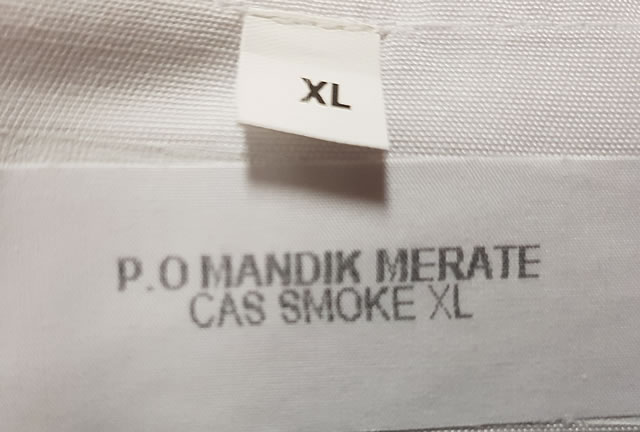 XL
P.O MANDIK MERATE
CAS SMOKE XL